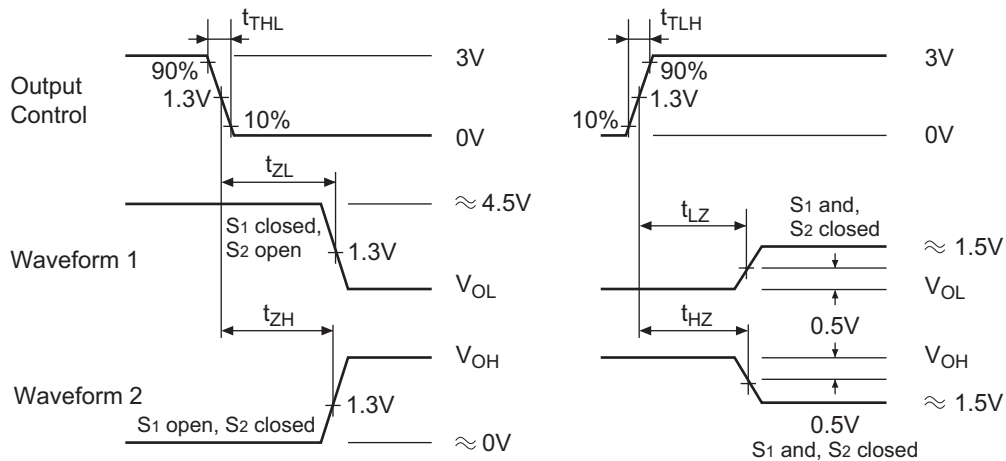 tTHL
tTLH
3V
3V
90%
90%
Output
Control
1.3V
1.3V
10%
10%
0V
0V
tZL
≈ 4.5V
tLZ
S1 and,
S2 closed
S1 closed,
S2 open
≈ 1.5V
Waveform 1
1.3V
VOL
VOL
tZH
tHZ
0.5V
VOH
VOH
Waveform 2
1.3V
≈ 1.5V
S1 open, S2 closed
≈ 0V
0.5V
S1 and, S2 closed